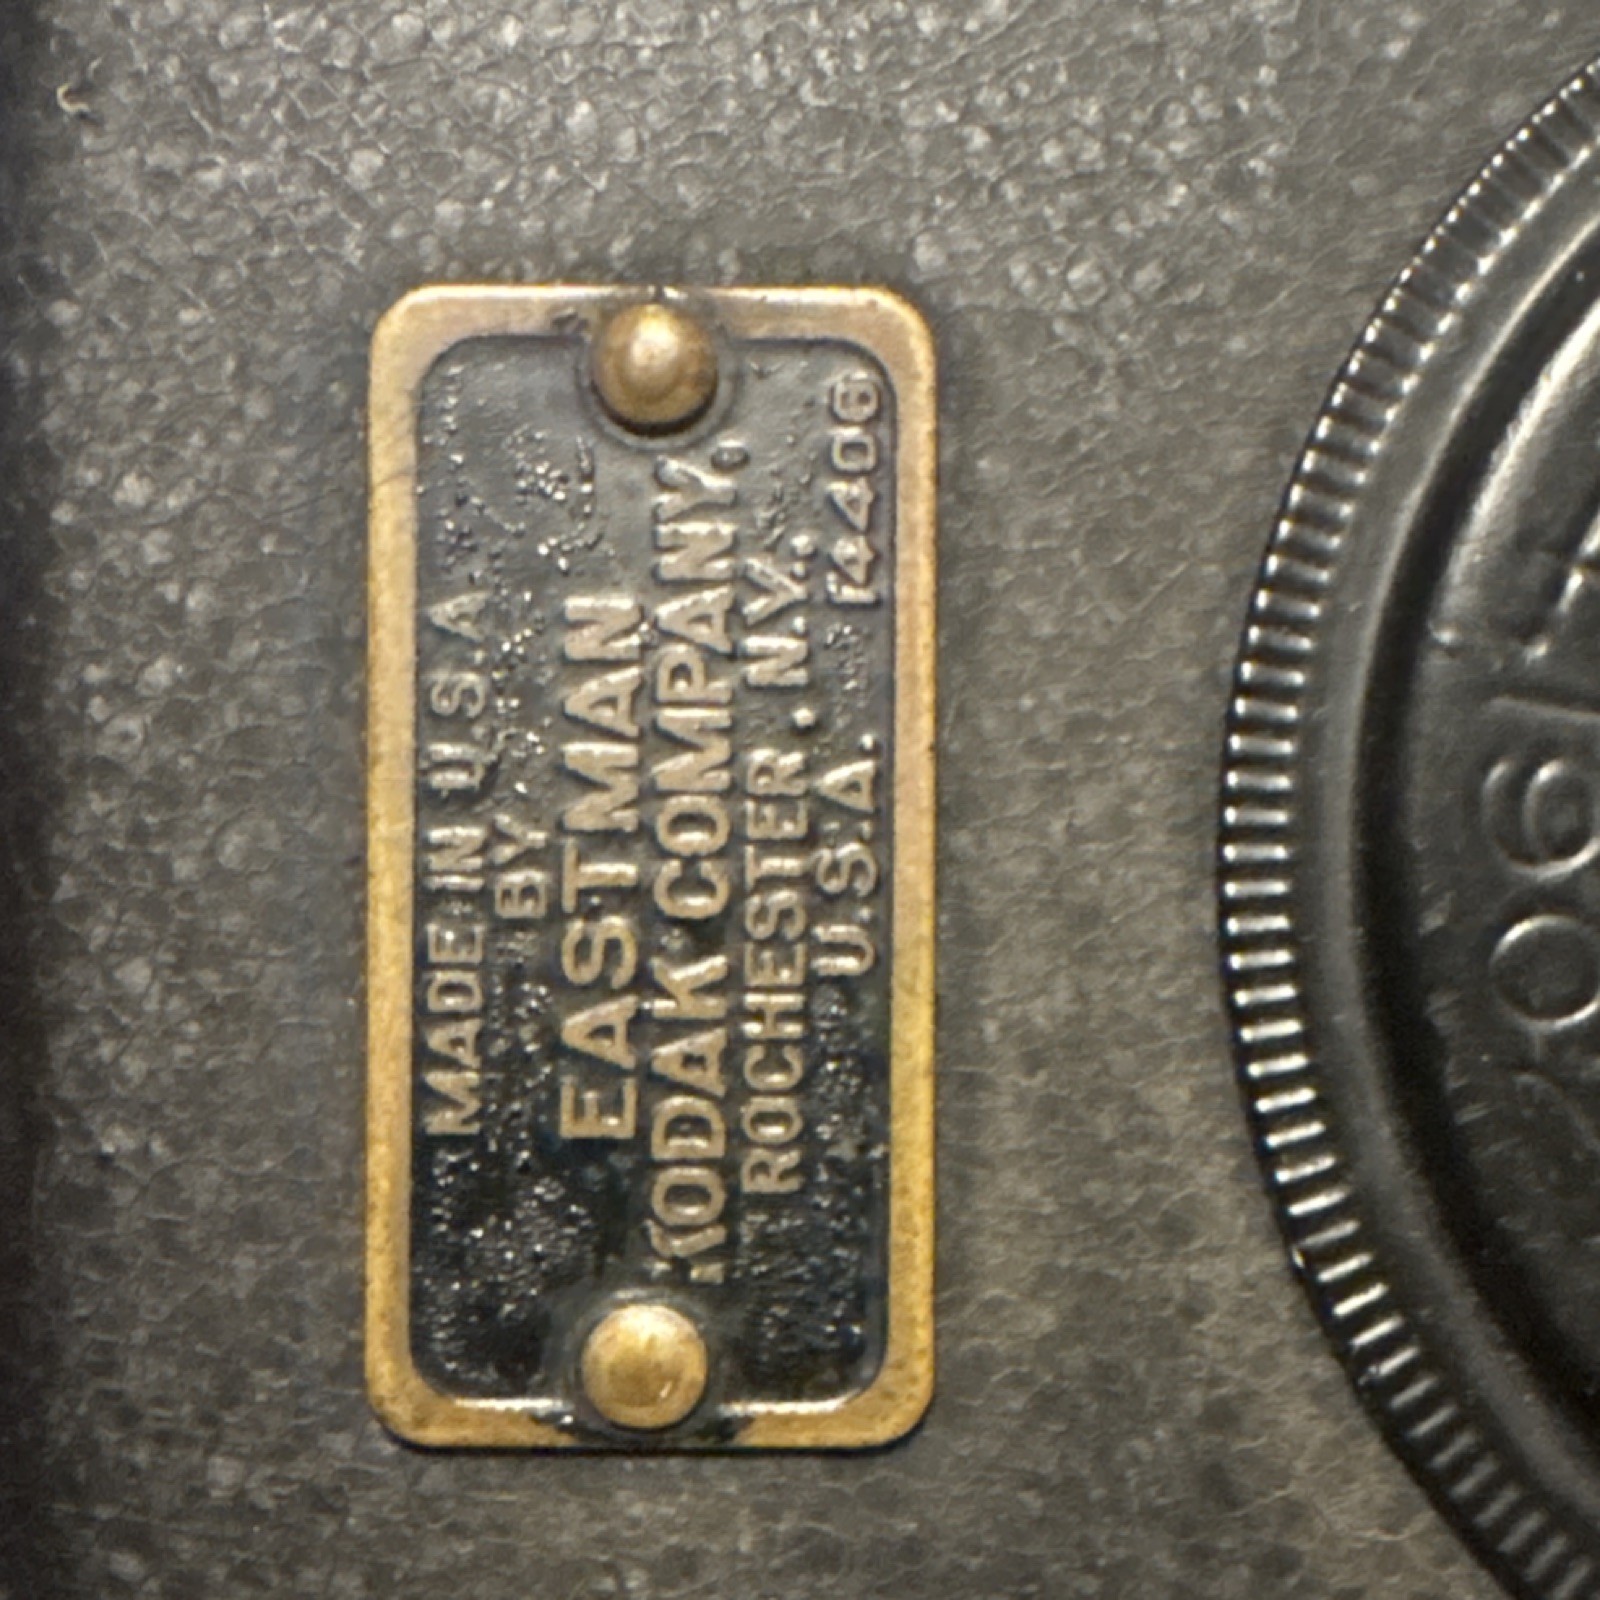 MADE IN U.S.A
BY
EASTMAN
KODAK COMPANY.
ROCHESTER . N.Y.:
U.S.A. 14406